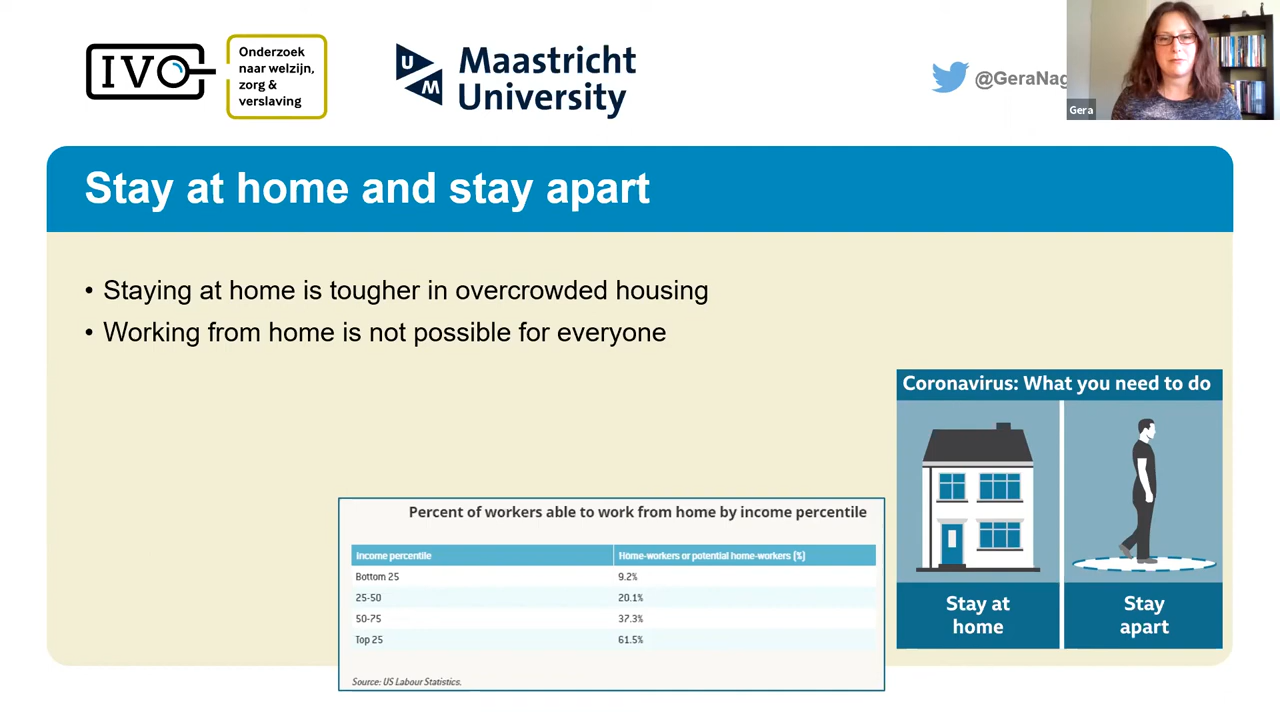 IVO
Onderzoek
naar welzijn,
zorg &
verslaving
UM
Maastricht
University
@GeraNag
Gera
Stay at home and stay apart
• Staying at home is tougher in overcrowded housing
• Working from home is not possible for everyone
Coronavirus: What you need to do
Stay at
home
Stay
apart
Percent of workers able to work from home by income percentile
Income percentile Home-workers or potential home-workers (%)
Bottom 25 9.2%
25-50 20.1%
50-75 37.3%
Top 25 61.5%
Source: US Labour Statistics.